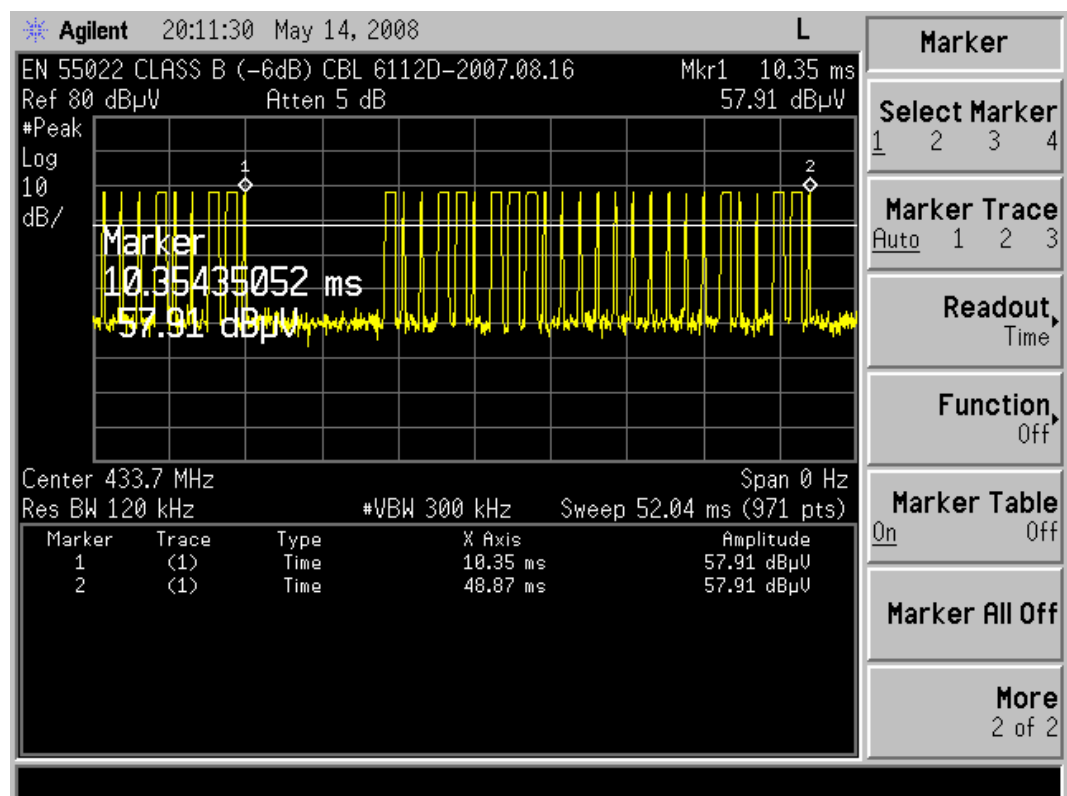 Agilent 20:11:30 May 14, 2008 L
EN 55022 CLASS B (-6dB) CBL 6112D-2007.08.16 Mkr1 10.35 ms
Ref 80 dBµV Atten 5 dB 57.91 dBµV
#Peak
Log
10
dB/
1 2
Marker
10.35435052 ms
57.91 dBµV
Center 433.7 MHz Span 0 Hz
Res BW 120 kHz #VBW 300 kHz Sweep 52.04 ms (971 pts)
Marker Trace Type X Axis Amplitude
1 (1) Time 10.35 ms 57.91 dBµV
2 (1) Time 48.87 ms 57.91 dBµV
Marker
Select Marker
1 2 3 4
Marker Trace
Auto 1 2 3
Readout
Time
Function
Off
Marker Table
On Off
Marker All Off
More
2 of 2